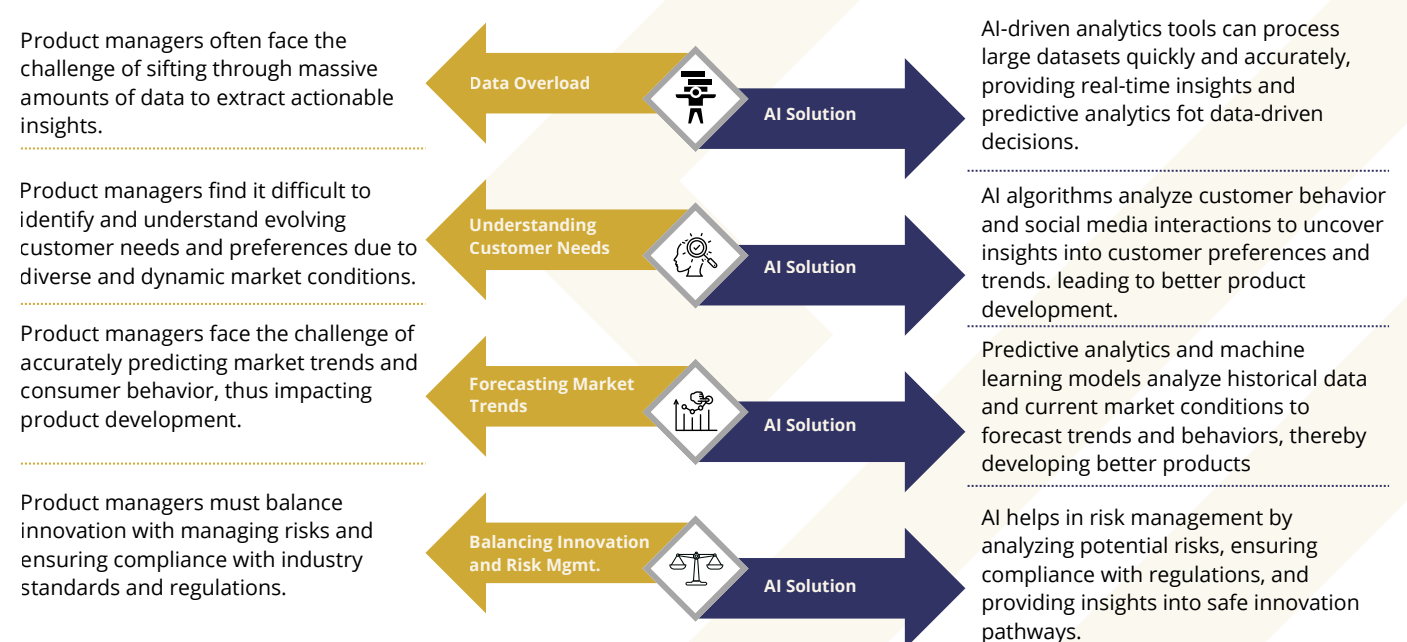 Product managers often face the
challenge of sifting through massive
amounts of data to extract actionable
insights.
Data Overload
AI Solution
AI-driven analytics tools can process
large datasets quickly and accurately,
providing real-time insights and
predictive analytics fot data-driven
decisions.
Product managers find it difficult to
identify and understand evolving
customer needs and preferences due to
diverse and dynamic market conditions.
Understanding
Customer Needs
AI Solution
AI algorithms analyze customer behavior
and social media interactions to uncover
insights into customer preferences and
trends. leading to better product
development.
Product managers face the challenge of
accurately predicting market trends and
consumer behavior, thus impacting
product development.
Forecasting Market
Trends
AI Solution
Predictive analytics and machine
learning models analyze historical data
and current market conditions to
forecast trends and behaviors, thereby
developing better products
Product managers must balance
innovation with managing risks and
ensuring compliance with industry
standards and regulations.
Balancing Innovation
and Risk Mgmt.
AI Solution
AI helps in risk management by
analyzing potential risks, ensuring
compliance with regulations, and
providing insights into safe innovation
pathways.